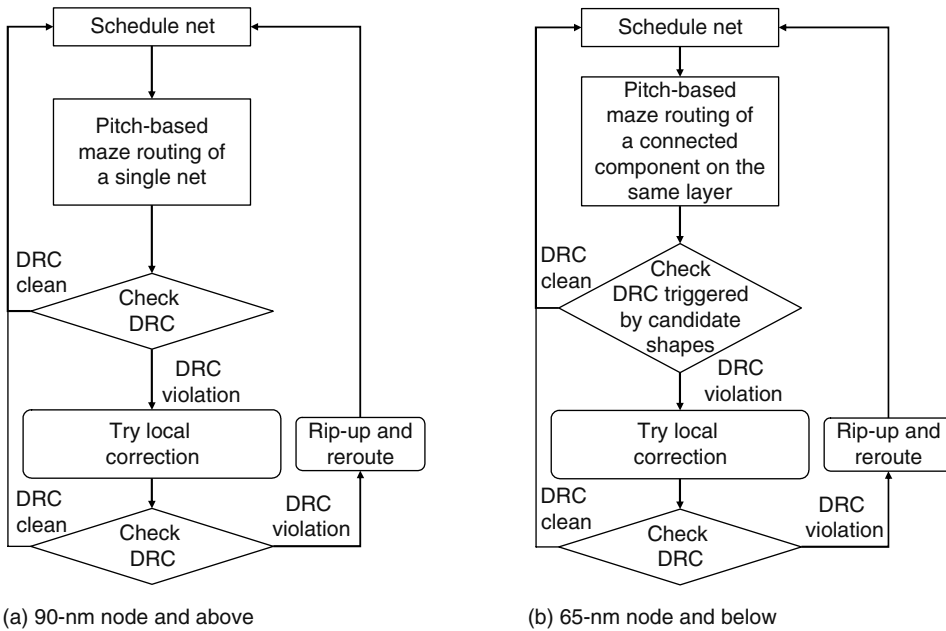 Schedule net
Pitch-based
maze routing of
a single net
DRC
clean
Check
DRC
DRC
violation
Try local
correction
Rip-up and
reroute
DRC
clean
Check
DRC
DRC
violation
(a) 90-nm node and above
Schedule net
Pitch-based
maze routing of
a connected
component on the
same layer
DRC
clean
Check
DRC triggered
by candidate
shapes
DRC
violation
Try local
correction
Rip-up and
reroute
DRC
clean
Check
DRC
DRC
violation
(b) 65-nm node and below